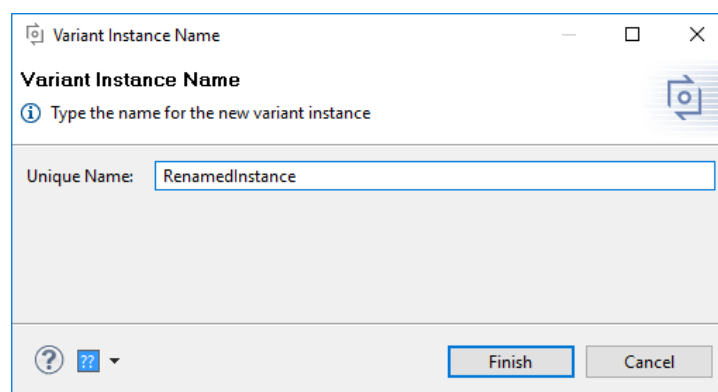 Variant Instance Name
Variant Instance Name
Type the name for the new variant instance
Unique Name: RenamedInstance
?? Finish Cancel